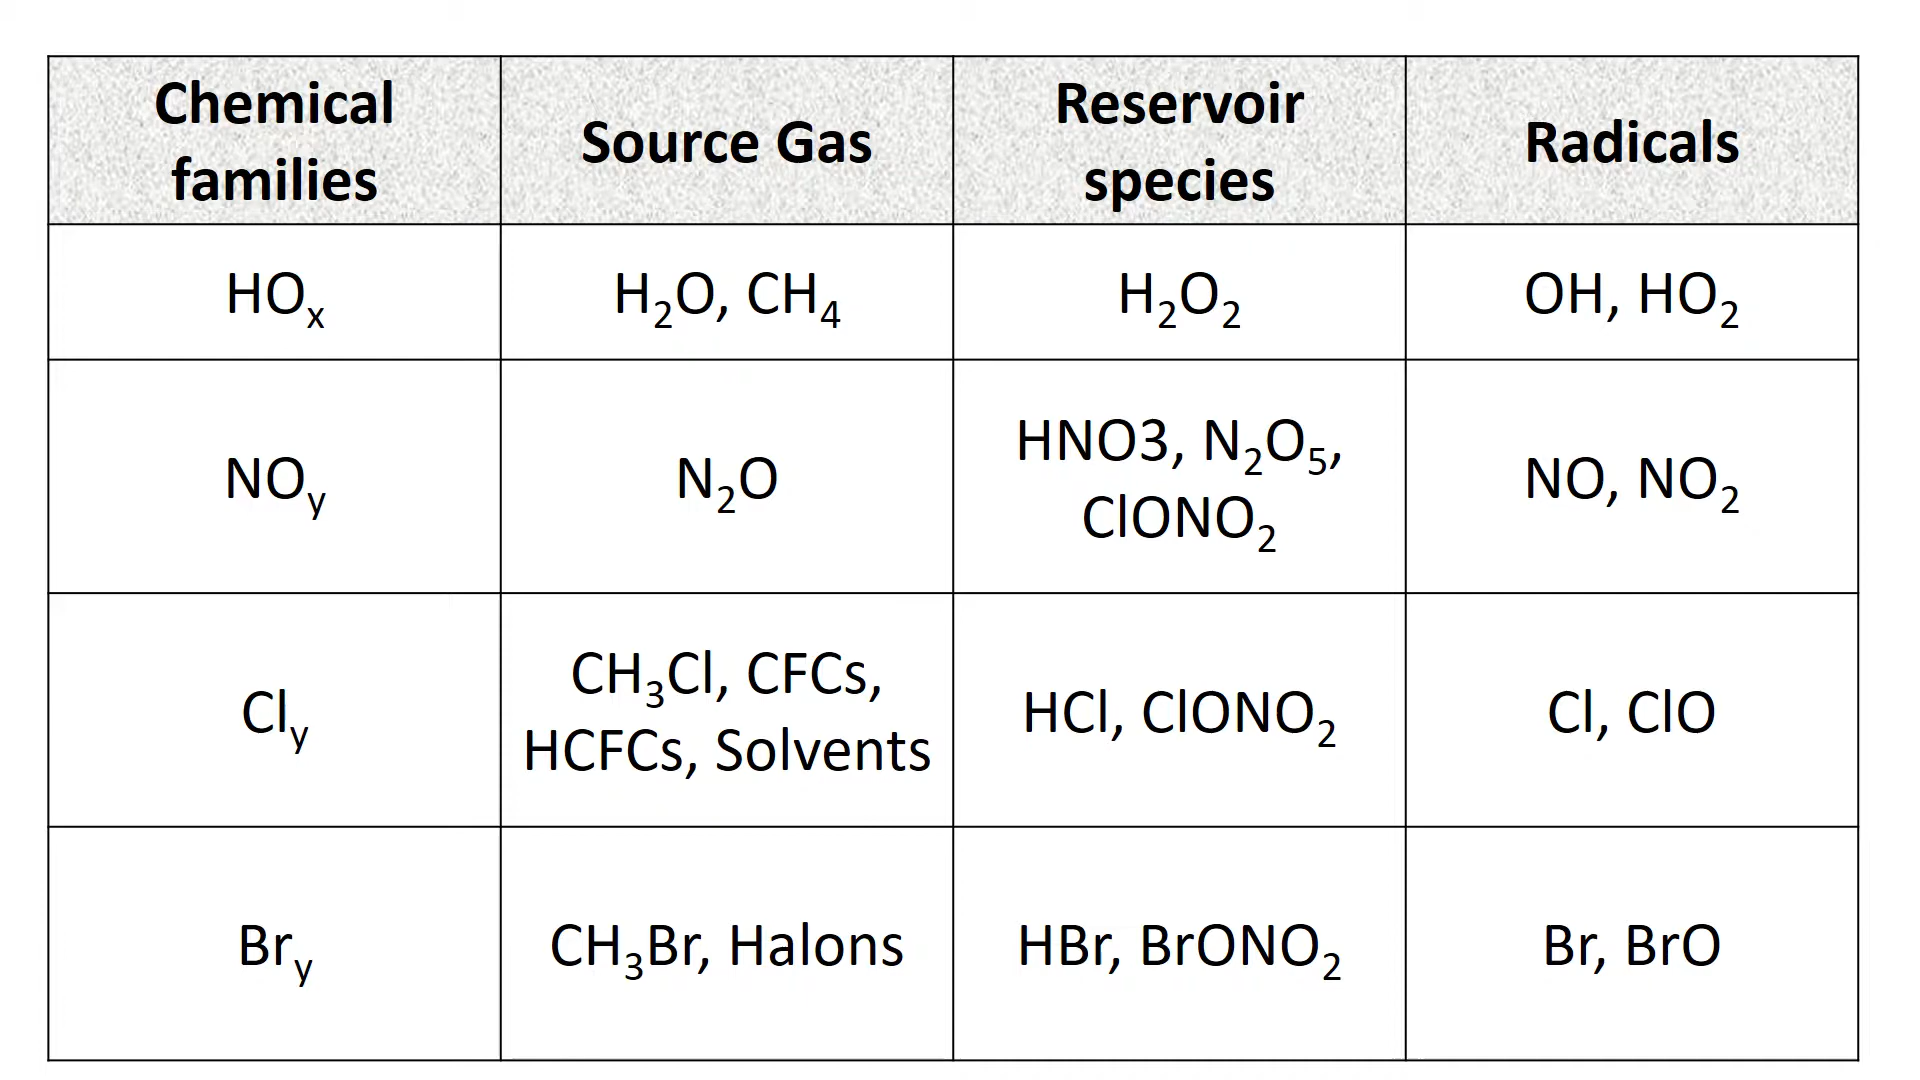 Chemical families
Source Gas
Reservoir species
Radicals
HOₓ
H₂O, CH₄
H₂O₂
OH, HO₂
NOy
N₂O
HNO3, N₂O₅,
ClONO₂
NO, NO₂
Cly
CH₃Cl, CFCs,
HCFCs, Solvents
HCl, ClONO₂
Cl, ClO
Bry
CH₃Br, Halons
HBr, BrONO₂
Br, BrO